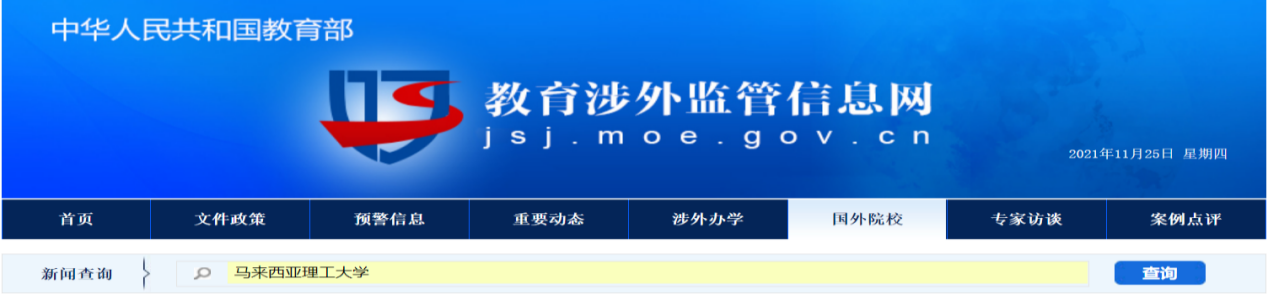 中华人民共和国教育部
教育涉外监管信息网
jsj.moe.gov.cn
2021年11月25日 星期四
首页 文件政策 预警信息 重要动态 涉外办学 国外院校 专家访谈 案例点评
新闻查询 马来西亚理工大学 查询